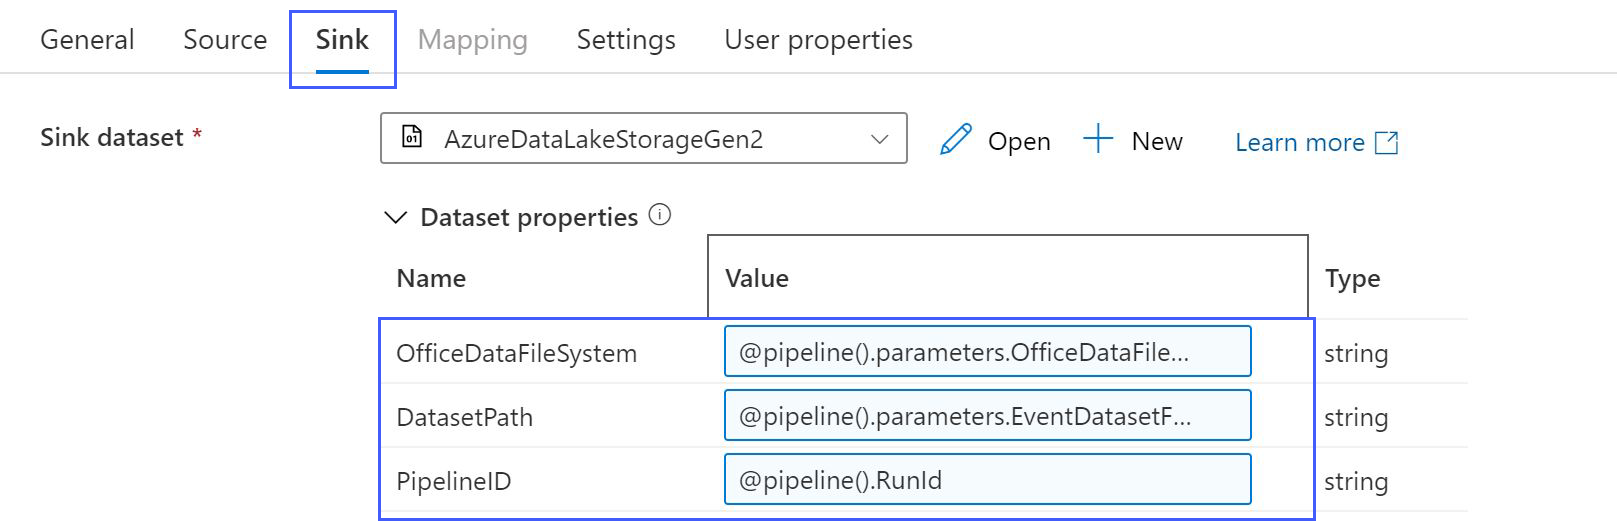 General Source Sink Mapping Settings User properties
Sink dataset * AzureDataLakeStorageGen2 Open New Learn more
Dataset properties
Name Value Type
OfficeDataFileSystem @pipeline().parameters.OfficeDataFile... string
DatasetPath @pipeline().parameters.EventDatasetF... string
PipelineID @pipeline().RunId string